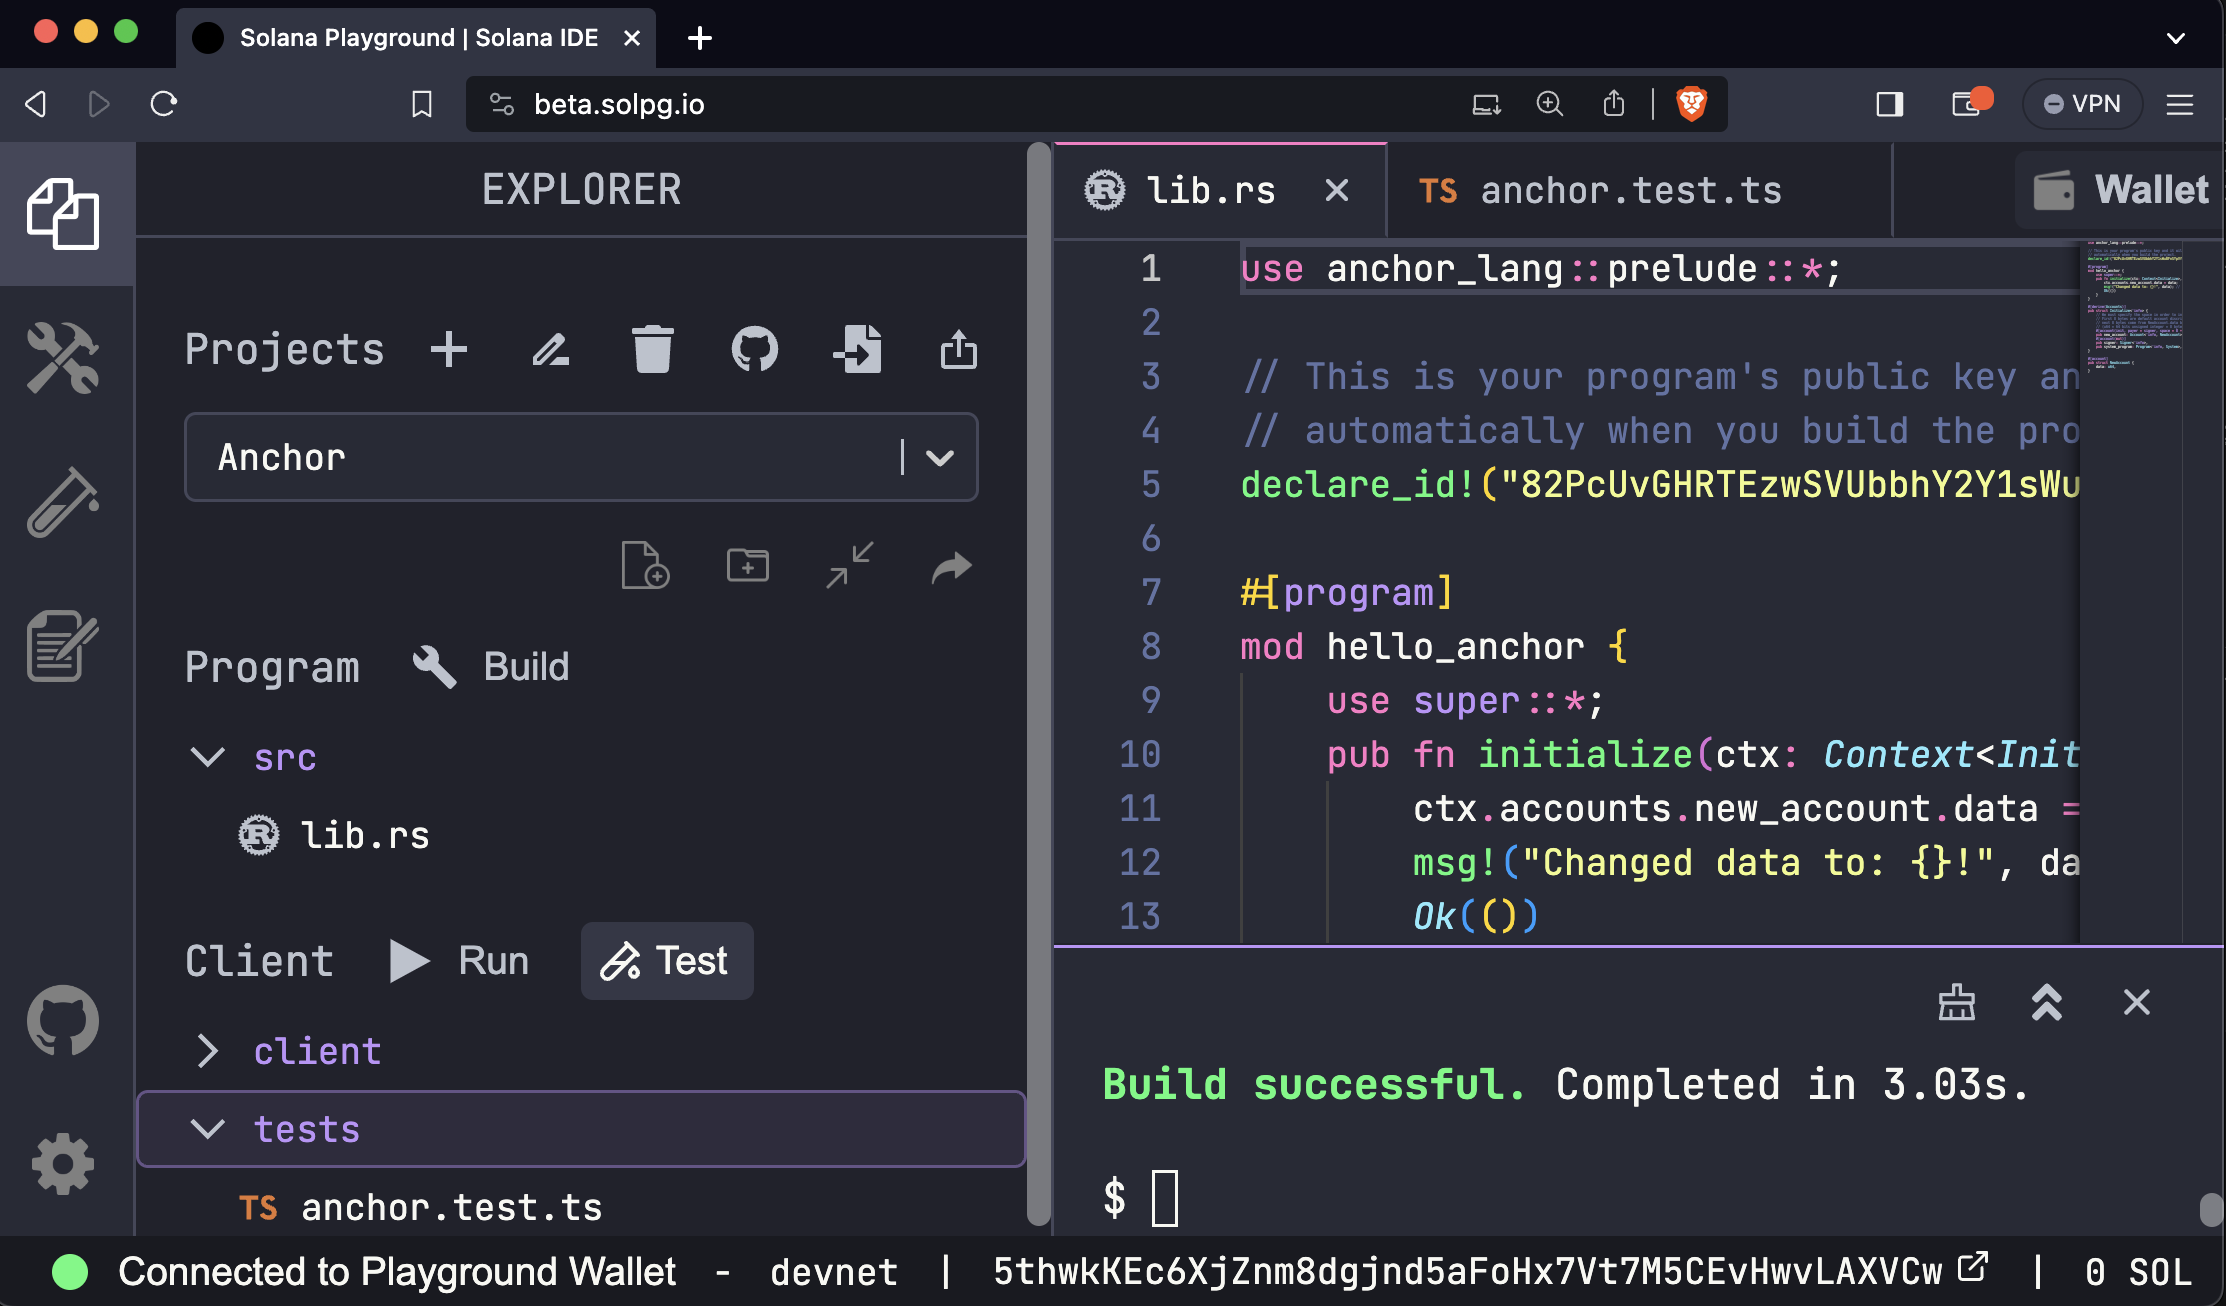 Solana Playground | Solana IDE
beta.solpg.io
VPN
EXPLORER
Projects
Anchor
Program
Build
src
lib.rs
Client
Run
Test
client
tests
TS anchor.test.ts
lib.rs
TS anchor.test.ts
Wallet
1 use anchor_lang::prelude::*;
2
3 // This is your program's public key an
4 // automatically when you build the pro
5 declare_id!("82PcUvGHRTEzwSVUbbhY2Y1sWu
6
7 #[program]
8 mod hello_anchor {
9 use super::*;
10 pub fn initialize(ctx: Context<Init
11 ctx.accounts.new_account.data =
12 msg!("Changed data to: {}!", da
13 Ok(())
Build successful. Completed in 3.03s.
$
Connected to Playground Wallet - devnet | 5thwkKEc6XjZnm8dgjnd5aFoHx7Vt7M5CEvHwvLAXVCw | 0 SOL